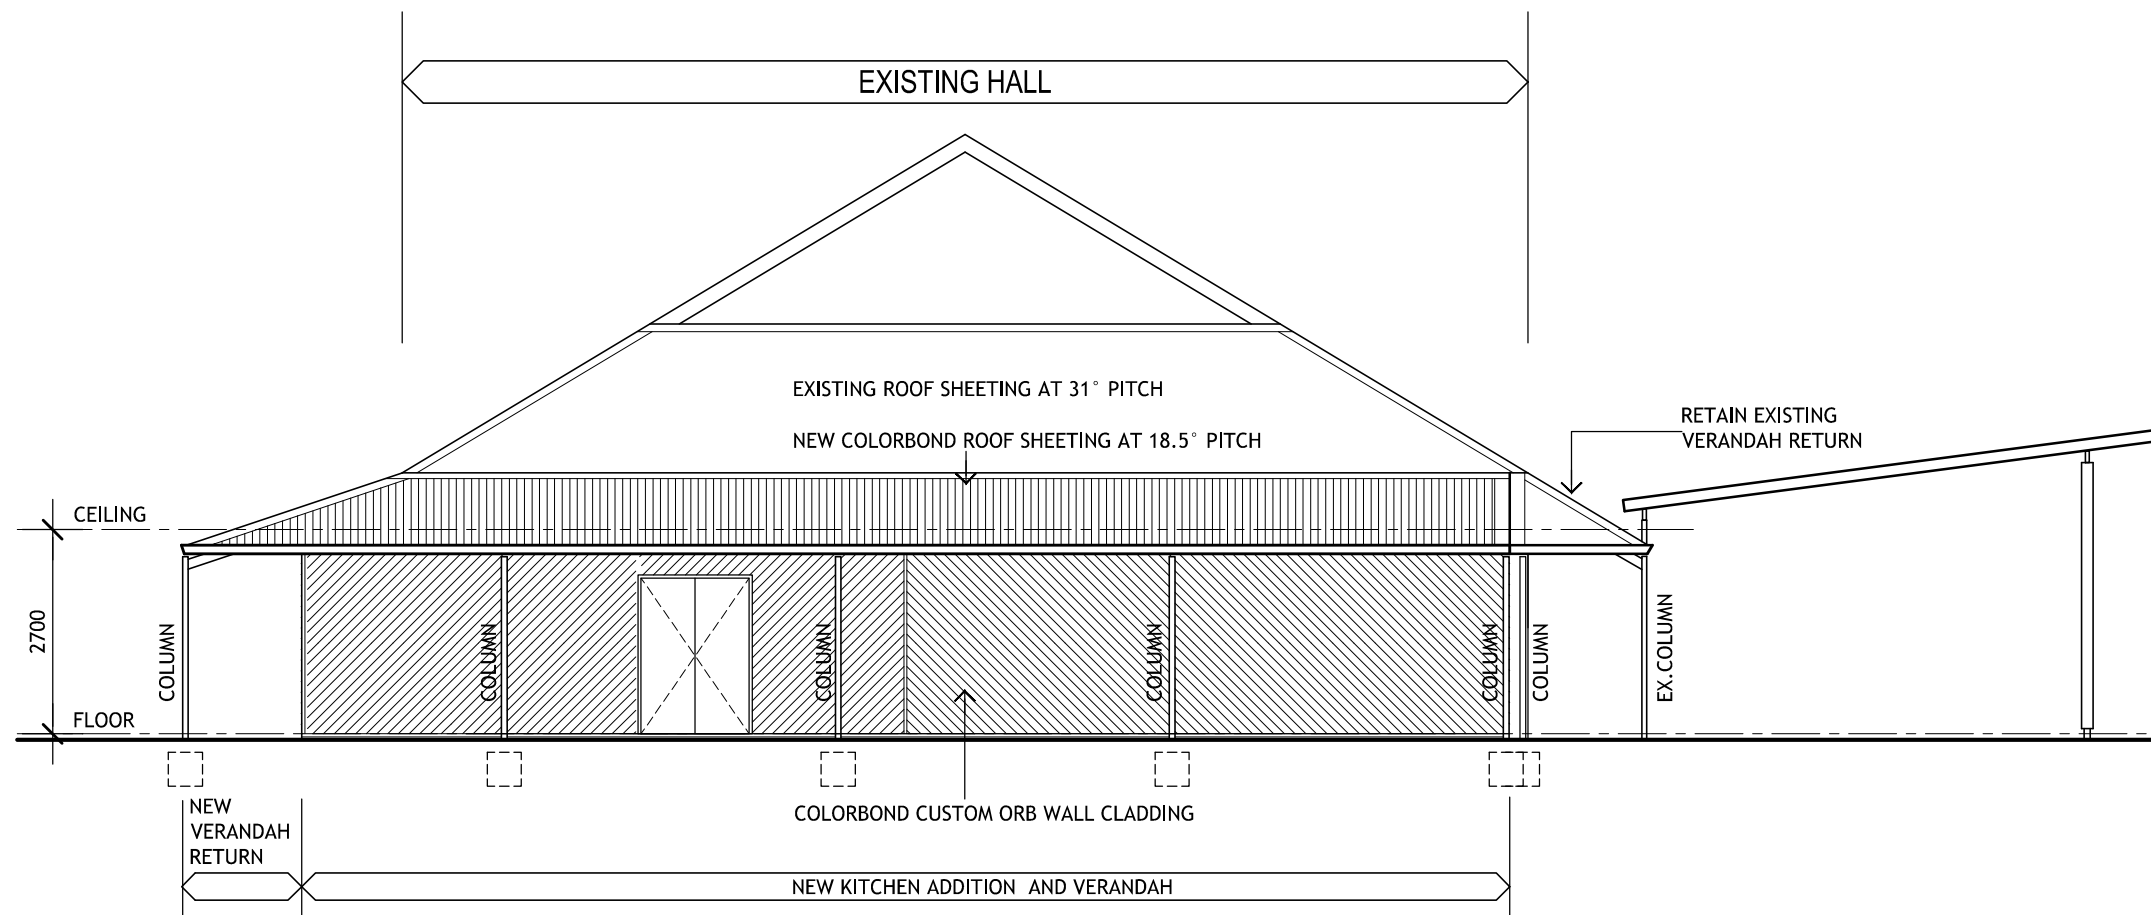 EXISTING HALL
EXISTING ROOF SHEETING AT 31° PITCH
RETAIN EXISTING
VERANDAH RETURN
NEW COLORBOND ROOF SHEETING AT 18.5° PITCH
CEILING
2700
COLUMN
COLUMN
COLUMN
COLUMN
COLUMN
COLUMN
EX.COLUMN
FLOOR
NEW
VERANDAH
RETURN
COLORBOND CUSTOM ORB WALL CLADDING
NEW KITCHEN ADDITION AND VERANDAH